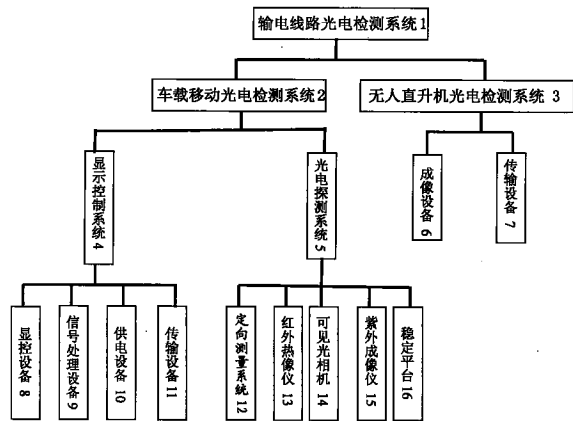 输电线路光电检测系统1
车载移动光电检测系统2
无人直升机光电检测系统 3
显示控制系统 4
光电探测系统 5
成像设备 6
传输设备 7
显控设备 8
信号处理设备 9
供电设备 10
传输设备 11
定向测量系统 12
红外热像仪 13
可见光相机 14
紫外成像仪 15
稳定平台 16